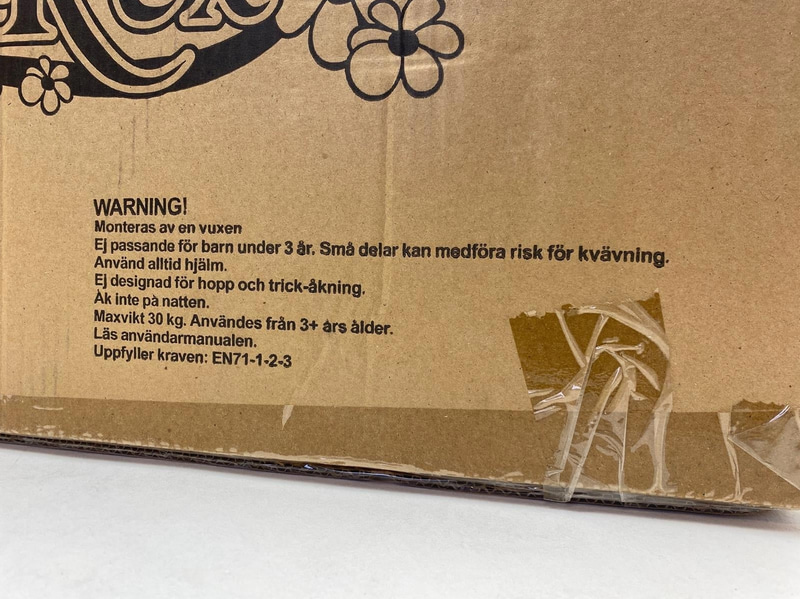 WARNING!
Monteras av en vuxen
Ej passande för barn under 3 år. Små delar kan medföra risk för kvävning.
Använd alltid hjälm.
Ej designad för hopp och trick-åkning.
Åk inte på natten.
Maxvikt 30 kg. Användes från 3+ års ålder.
Läs användarmanualen.
Uppfyller kraven: EN71-1-2-3